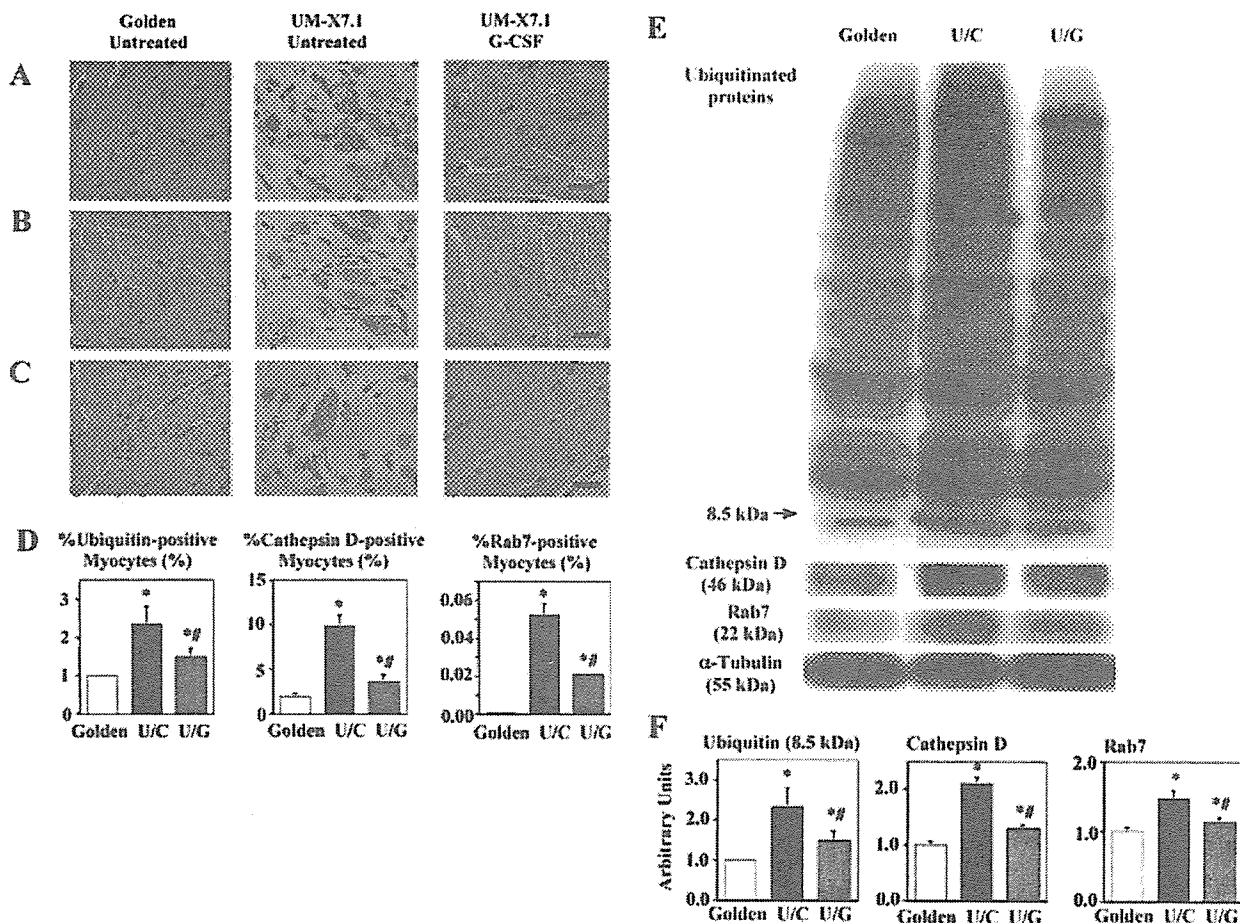 Golden
Untreated
UM-X7.1
Untreated
UM-X7.1
G-CSF
A
B
C
D
%Ubiquitin-positive
Myocytes (%)
3
2
1
0
Golden U/C U/G
*
*#
%Cathepsin D-positive
Myocytes (%)
15
10
5
0
Golden U/C U/G
*
*#
%Rab7-positive
Myocytes (%)
0.06
0.04
0.02
0.00
Golden U/C U/G
*
*#
E
Golden U/C U/G
Ubiquitinated
proteins
8.5 kDa →
Cathepsin D
(46 kDa)
Rab7
(22 kDa)
α-Tubulin
(55 kDa)
F
Arbitrary Units
Ubiquitin (8.5 kDa)
3.0
2.0
1.0
0.0
Golden U/C U/G
*
*#
Cathepsin D
2.0
1.0
0.0
Golden U/C U/G
*
*#
Rab7
2.0
1.0
0.0
Golden U/C U/G
*
*#